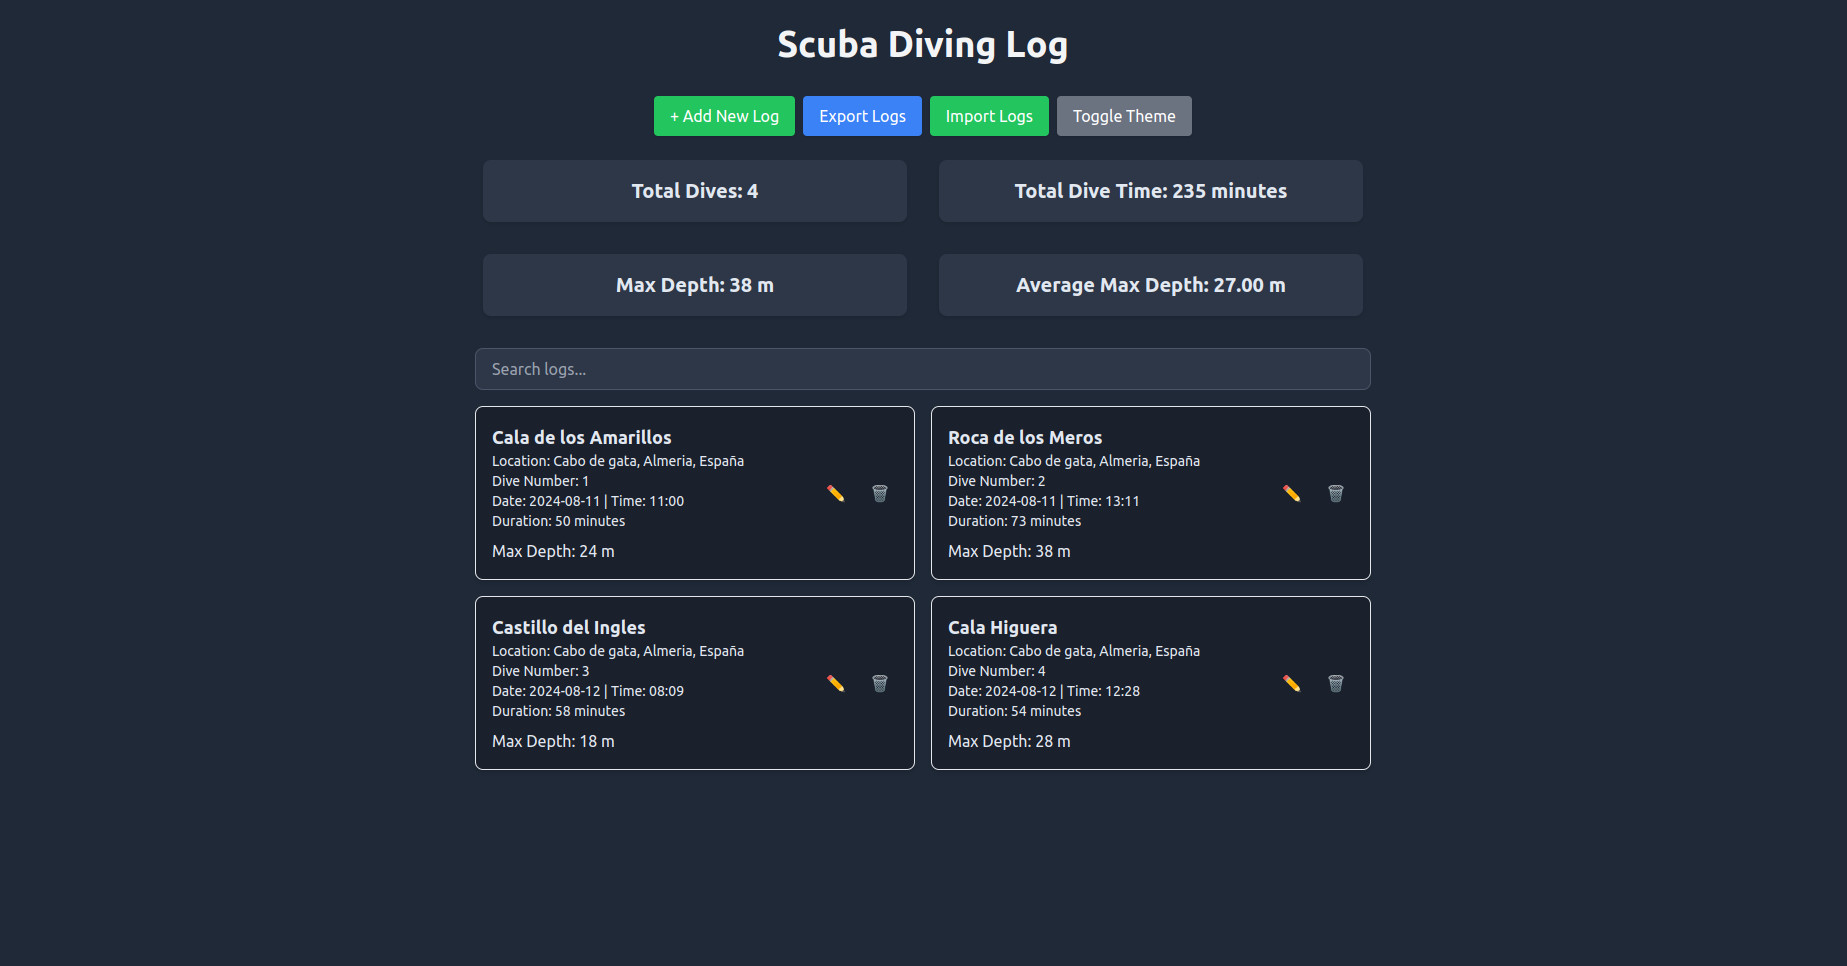 Scuba Diving Log
+ Add New Log
Export Logs
Import Logs
Toggle Theme
Total Dives: 4
Total Dive Time: 235 minutes
Max Depth: 38 m
Average Max Depth: 27.00 m
Search logs...
Cala de los Amarillos
Location: Cabo de gata, Almeria, España
Dive Number: 1
Date: 2024-08-11 | Time: 11:00
Duration: 50 minutes
Max Depth: 24 m
Roca de los Meros
Location: Cabo de gata, Almeria, España
Dive Number: 2
Date: 2024-08-11 | Time: 13:11
Duration: 73 minutes
Max Depth: 38 m
Castillo del Ingles
Location: Cabo de gata, Almeria, España
Dive Number: 3
Date: 2024-08-12 | Time: 08:09
Duration: 58 minutes
Max Depth: 18 m
Cala Higuera
Location: Cabo de gata, Almeria, España
Dive Number: 4
Date: 2024-08-12 | Time: 12:28
Duration: 54 minutes
Max Depth: 28 m